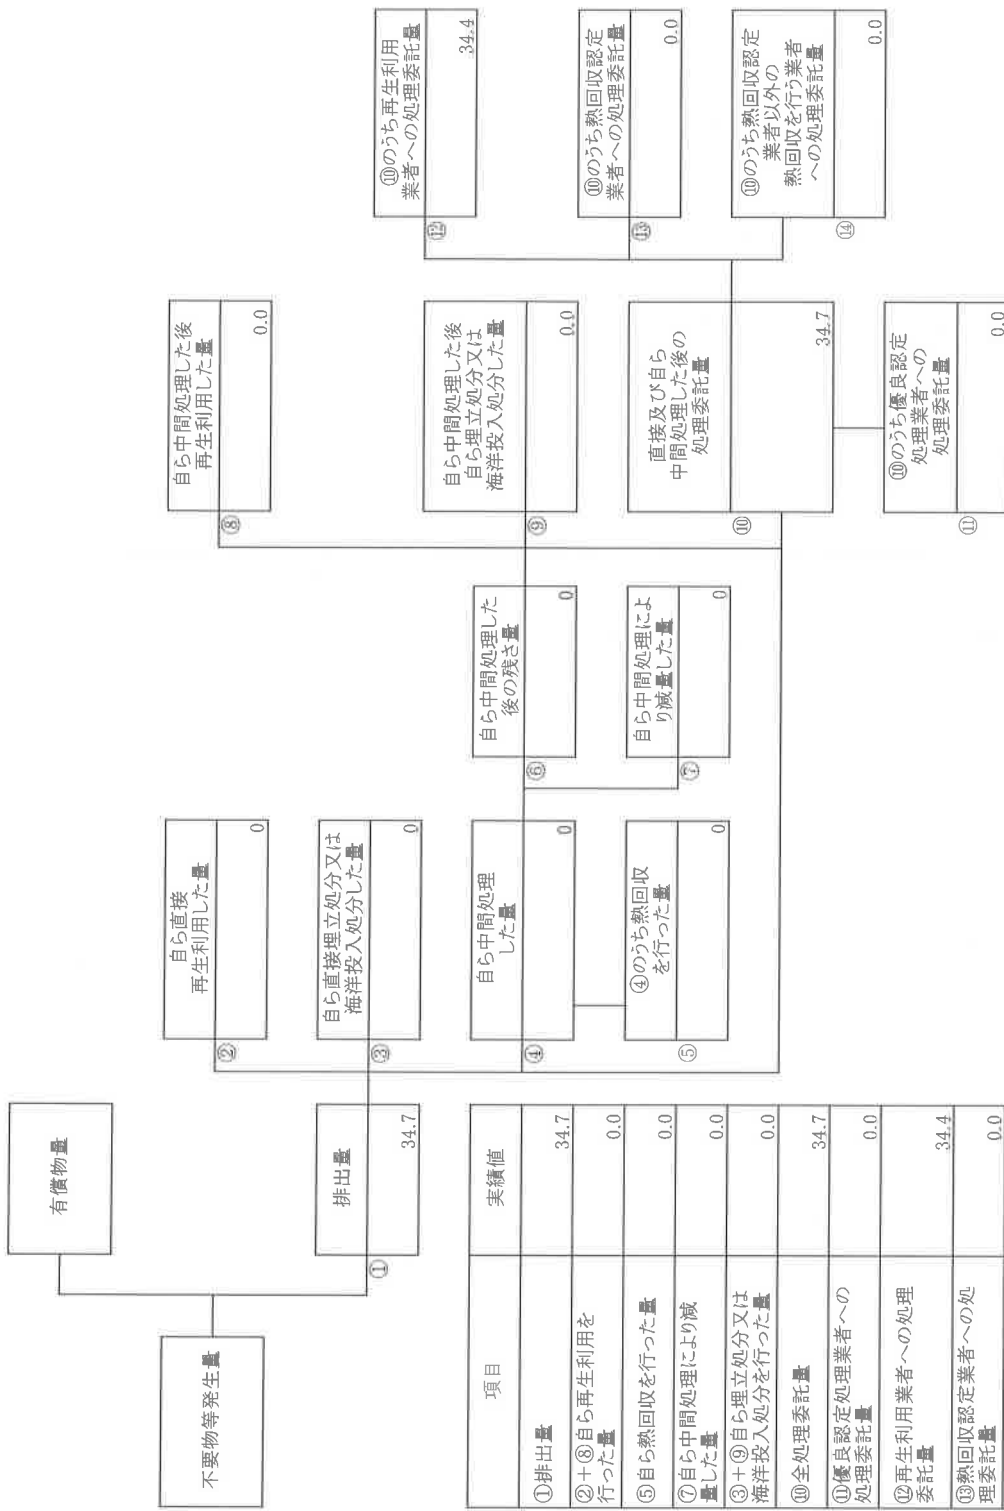 不要物等発生量
有償物量
①
排出量
34.7
②
自ら直接
再生利用した量
0
③
自ら直接埋立処分又は
海洋投入処分した量
0
④
自ら中間処理
した量
0
⑤
④のうち熱回収
を行った量
0
⑥
自ら中間処理した
後の残さ量
0
⑦
自ら中間処理によ
り減量した量
0
⑧
自ら中間処理した後
再生利用した量
0.0
⑨
自ら中間処理した後
自ら埋立処分又は
海洋投入処分した量
0.0
⑩
直接及び自ら
中間処理した後の
処理委託量
34.7
⑪
⑩のうち優良認定
処理業者への
処理委託量
0.0
⑫
⑩のうち再生利用
業者への処理委託量
34.4
⑬
⑩のうち熱回収認定
業者への処理委託量
0.0
⑭
⑩のうち熱回収認定
業者以外の
熱回収を行う業者
への処理委託量
0.0
項目 実績値
①排出量 34.7
②+⑧自ら再生利用を
行った量 0.0
⑤自ら熱回収を行った量 0.0
⑦自ら中間処理により減
量した量 0.0
③+⑨自ら埋立処分又は
海洋投入処分を行った量 0.0
⑩全処理委託量 34.7
⑪優良認定処理業者への
処理委託量 0.0
⑫再生利用業者への処理
委託量 34.4
⑬熱回収認定業者への処
理委託量 0.0